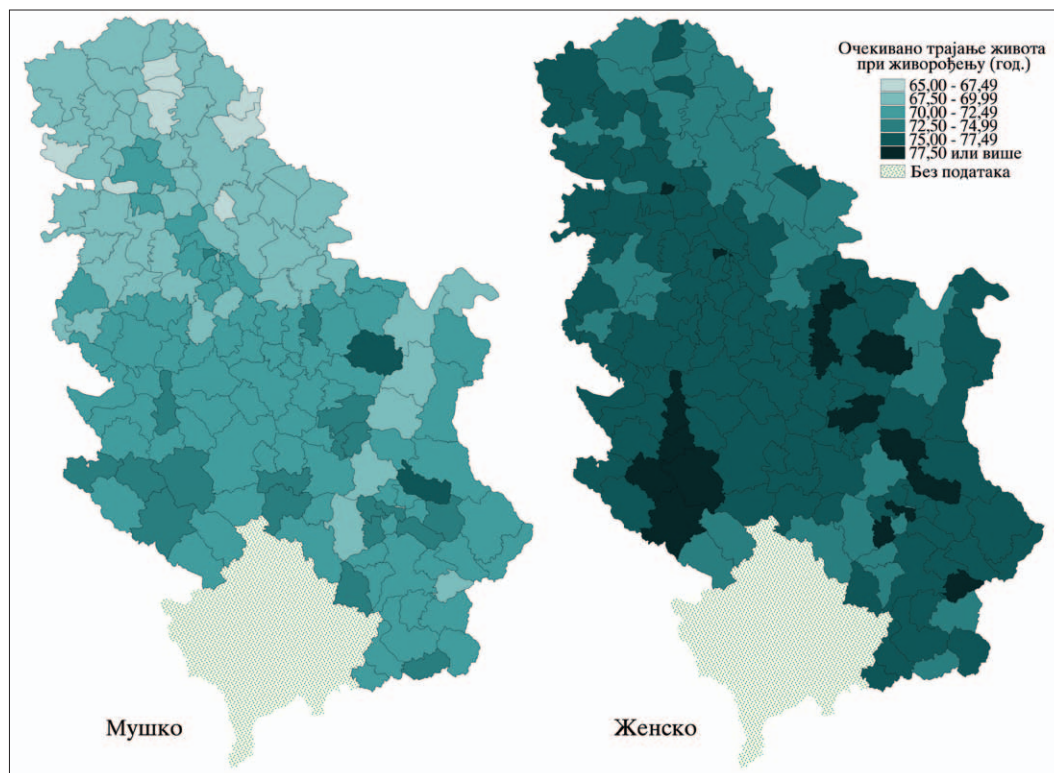 Очекивано трајање живота
при живорођењу (год.)
65,00 - 67,49
67,50 - 69,99
70,00 - 72,49
72,50 - 74,99
75,00 - 77,49
77,50 или више
Без података
Мушко
Женско